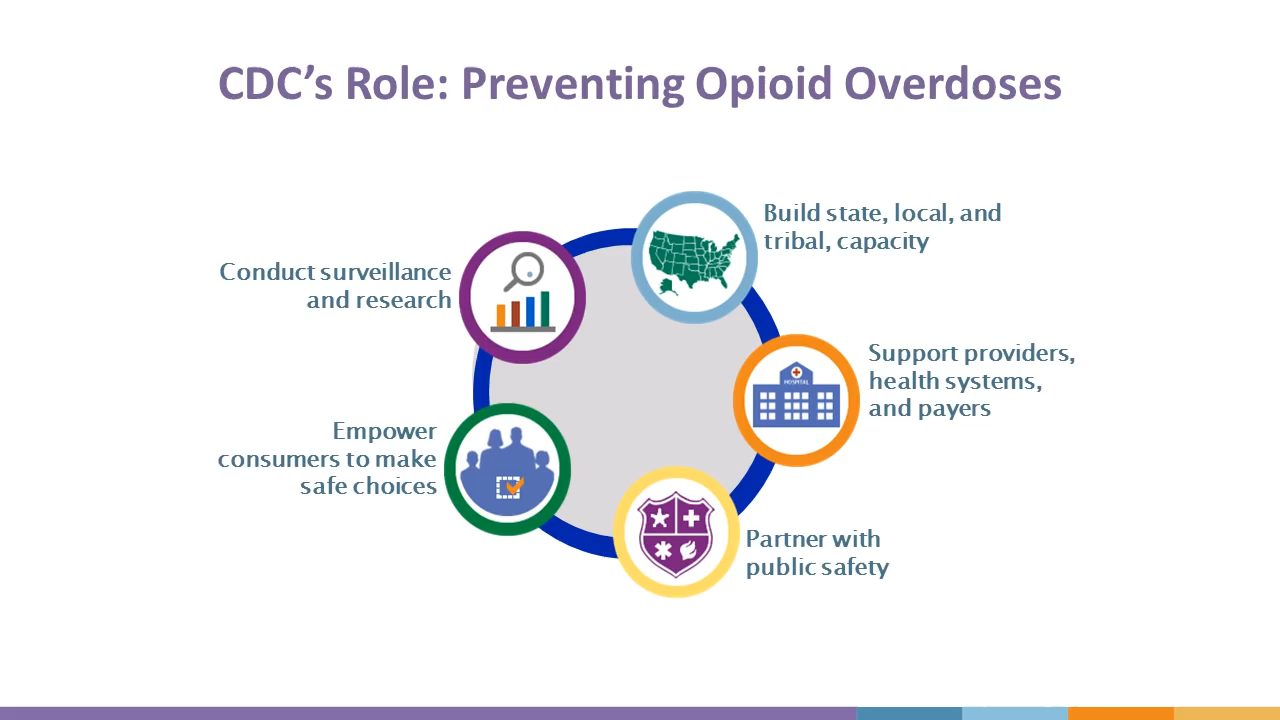 CDC’s Role: Preventing Opioid Overdoses
Build state, local, and
tribal, capacity
Conduct surveillance
and research
Support providers,
health systems,
and payers
HOSPITAL
Empower
consumers to make
safe choices
Partner with
public safety